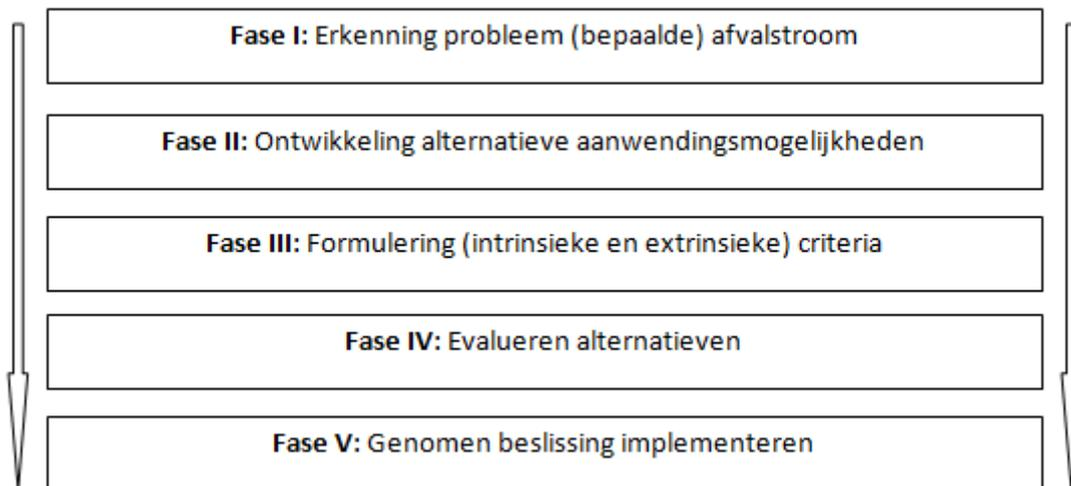 Fase I: Erkenning probleem (bepaalde) afvalstroom
Fase II: Ontwikkeling alternatieve aanwendingsmogelijkheden
Fase III: Formulering (intrinsieke en extrinsieke) criteria
Fase IV: Evalueren alternatieven
Fase V: Genomen beslissing implementeren